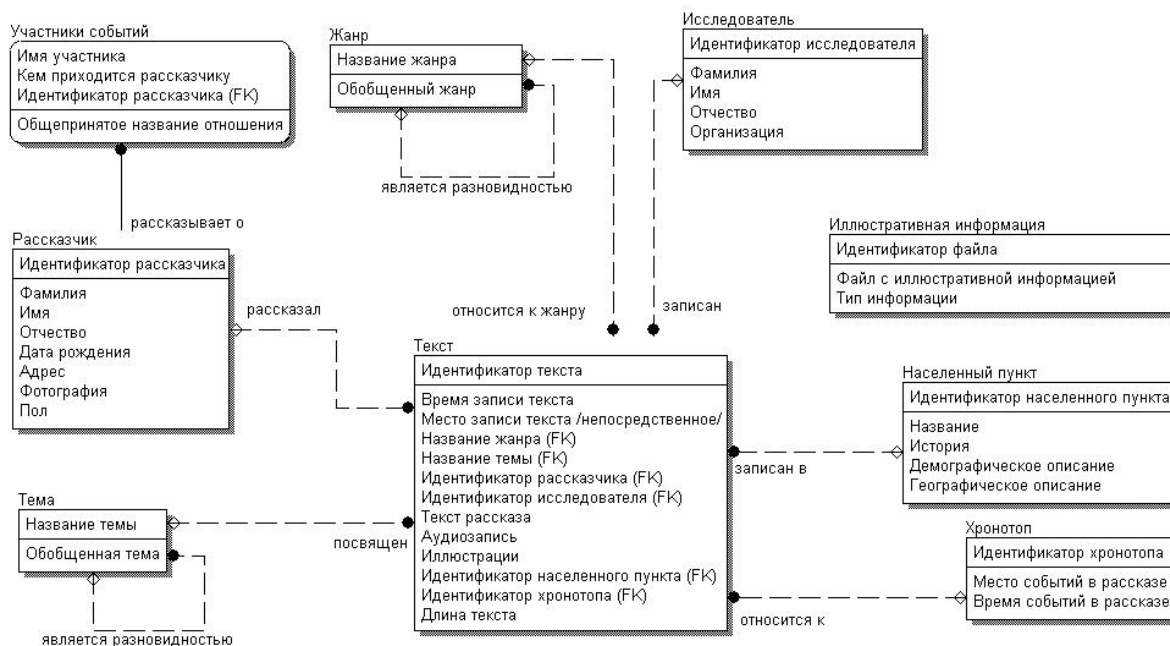 Участники событий
Имя участника
Кем приходится рассказчику
Идентификатор рассказчика (FK)
Общепринятое название отношения
рассказывает о
Жанр
Название жанра
Обобщенный жанр
является разновидностью
относится к жанру
Исследователь
Идентификатор исследователя
Фамилия
Имя
Отчество
Организация
записан
Иллюстративная информация
Идентификатор файла
Файл с иллюстративной информацией
Тип информации
Рассказчик
Идентификатор рассказчика
Фамилия
Имя
Отчество
Дата рождения
Адрес
Фотография
Пол
рассказал
Текст
Идентификатор текста
Время записи текста
Место записи текста /непосредственное/
Название жанра (FK)
Название темы (FK)
Идентификатор рассказчика (FK)
Идентификатор исследователя (FK)
Текст рассказа
Аудиозапись
Иллюстрации
Идентификатор населенного пункта (FK)
Идентификатор хронотопа (FK)
Длина текста
Населенный пункт
Идентификатор населенного пункта
Название
История
Демографическое описание
Географическое описание
записан в
Тема
Название темы
Обобщенная тема
является разновидностью
посвящен
Хронотоп
Идентификатор хронотопа
Место событий в рассказе
Время событий в рассказе
относится к